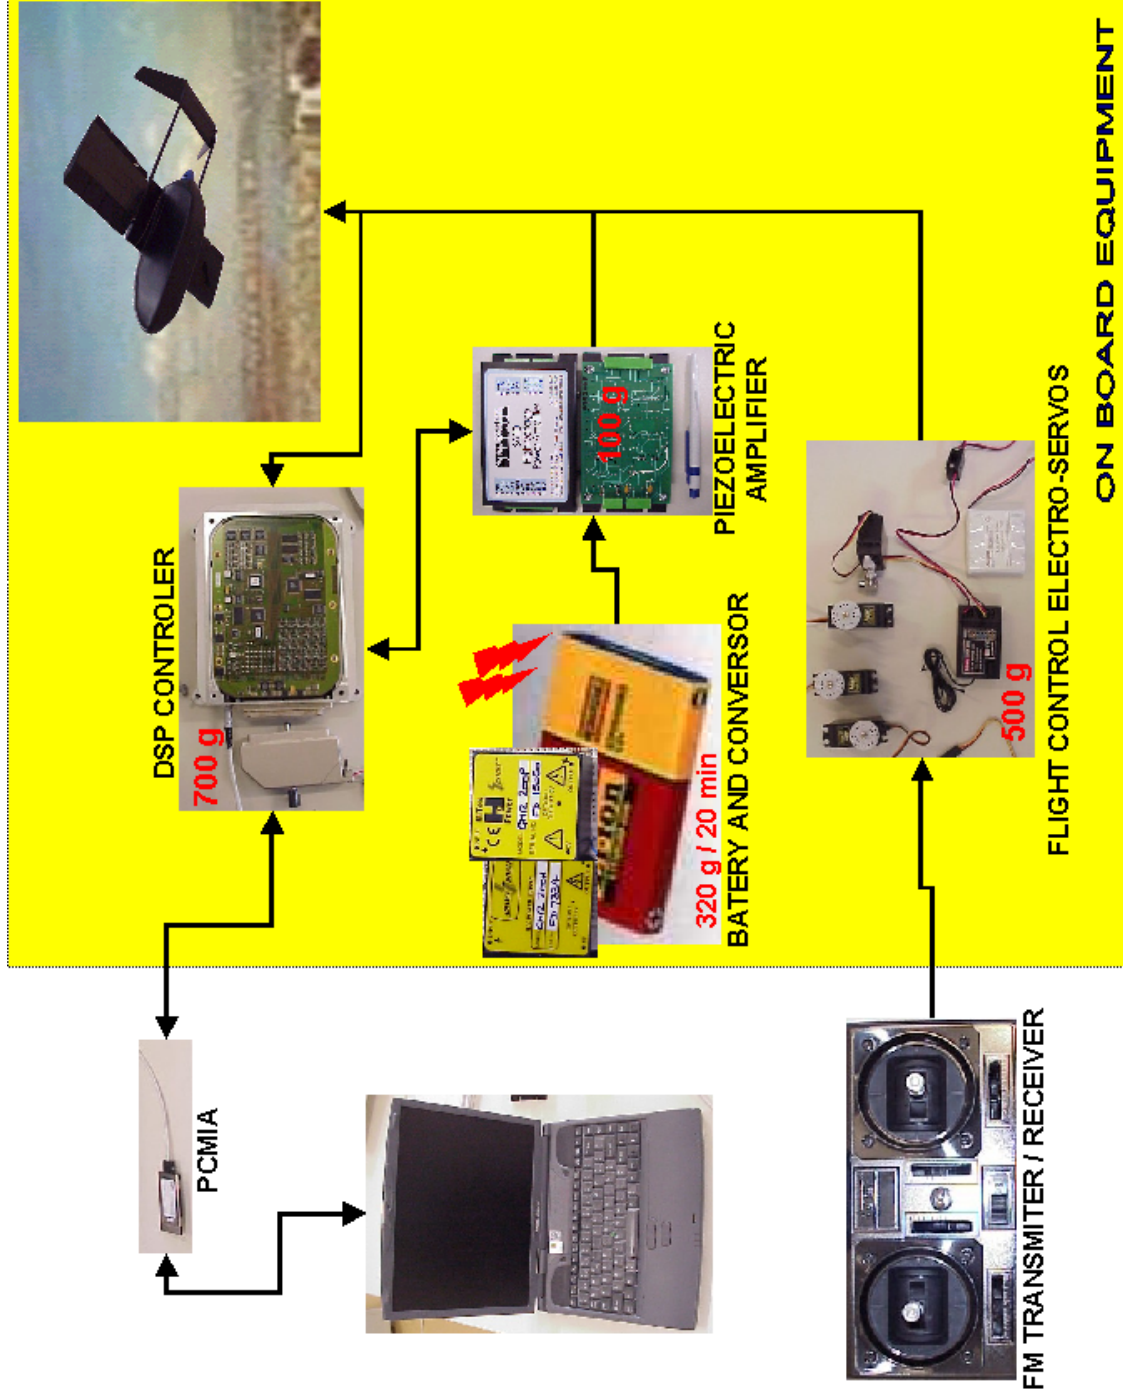 PCMIA
DSP CONTROLER
700 g
PIEZOELECTRIC
AMPLIFIER
100 g
BATERY AND CONVERSOR
320 g / 20 min
FM TRANSMITER / RECEIVER
FLIGHT CONTROL ELECTRO-SERVOS
500 g
ON BOARD EQUIPMENT